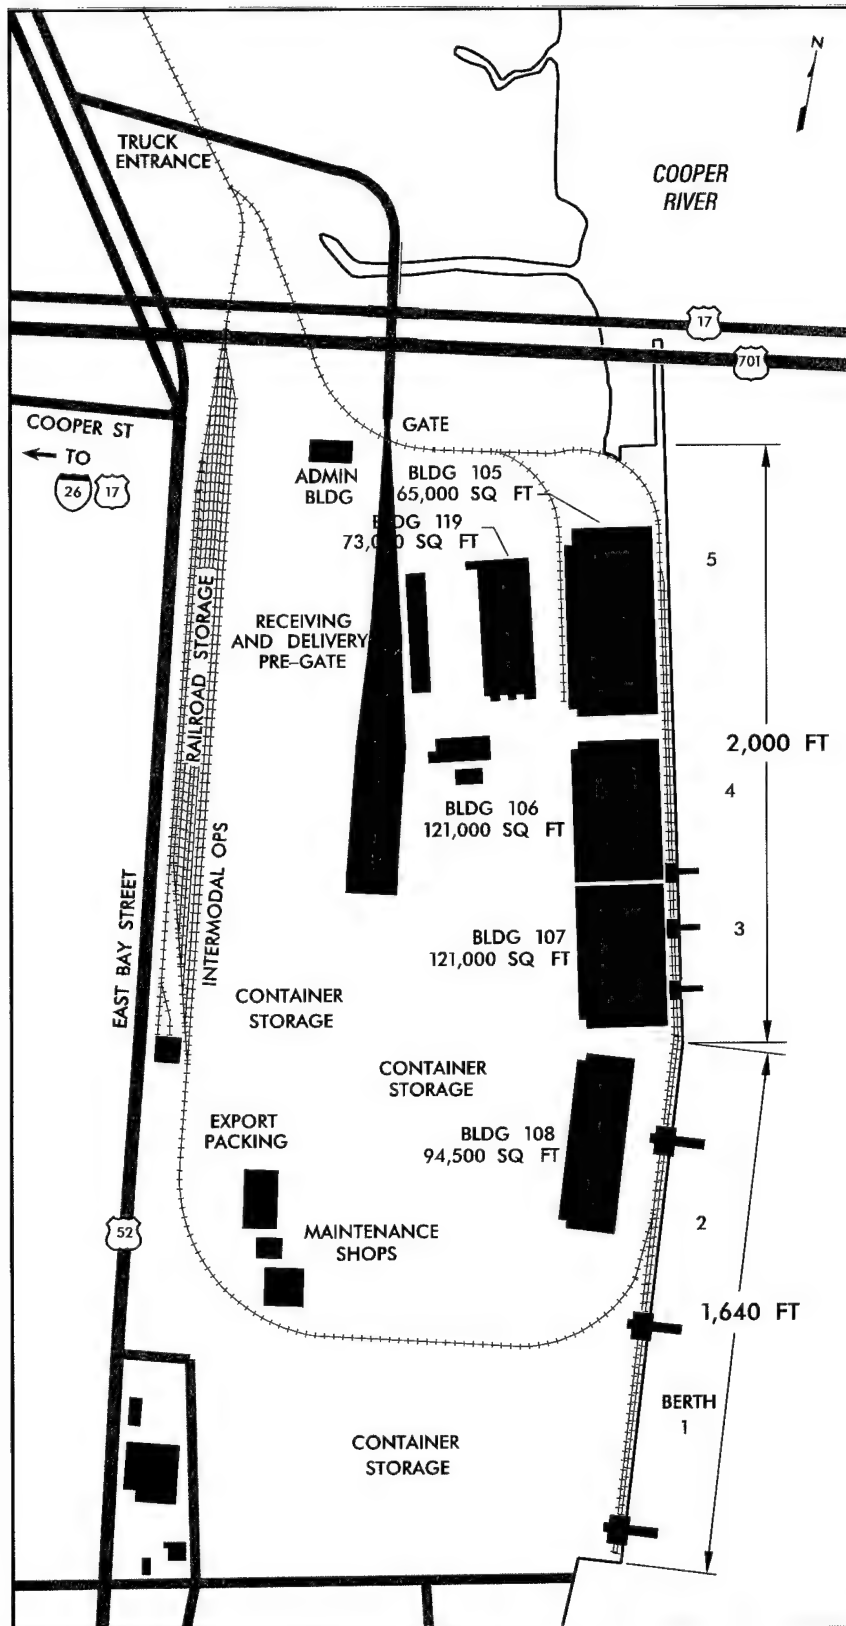 N
TRUCK
ENTRANCE
COOPER
RIVER
17
701
COOPER ST
TO
26 17
GATE
ADMIN
BLDG
BLDG 105
65,000 SQ FT
BLDG 119
73,000 SQ FT
5
RECEIVING
AND DELIVERY
PRE-GATE
RAILROAD STORAGE
2,000 FT
4
BLDG 106
121,000 SQ FT
INTERMODAL OPS
EAST BAY STREET
3
BLDG 107
121,000 SQ FT
CONTAINER
STORAGE
CONTAINER
STORAGE
EXPORT
PACKING
BLDG 108
94,500 SQ FT
2
52
MAINTENANCE
SHOPS
1,640 FT
BERTH
1
CONTAINER
STORAGE